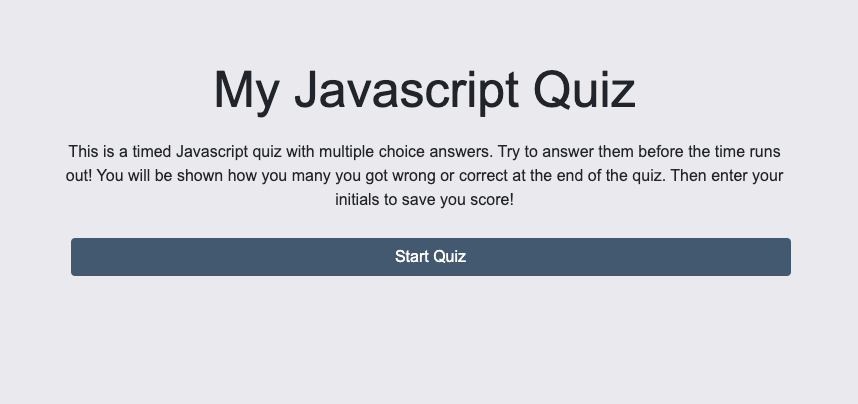 My Javascript Quiz
This is a timed Javascript quiz with multiple choice answers. Try to answer them before the time runs
out! You will be shown how you many you got wrong or correct at the end of the quiz. Then enter your
initials to save you score!
Start Quiz